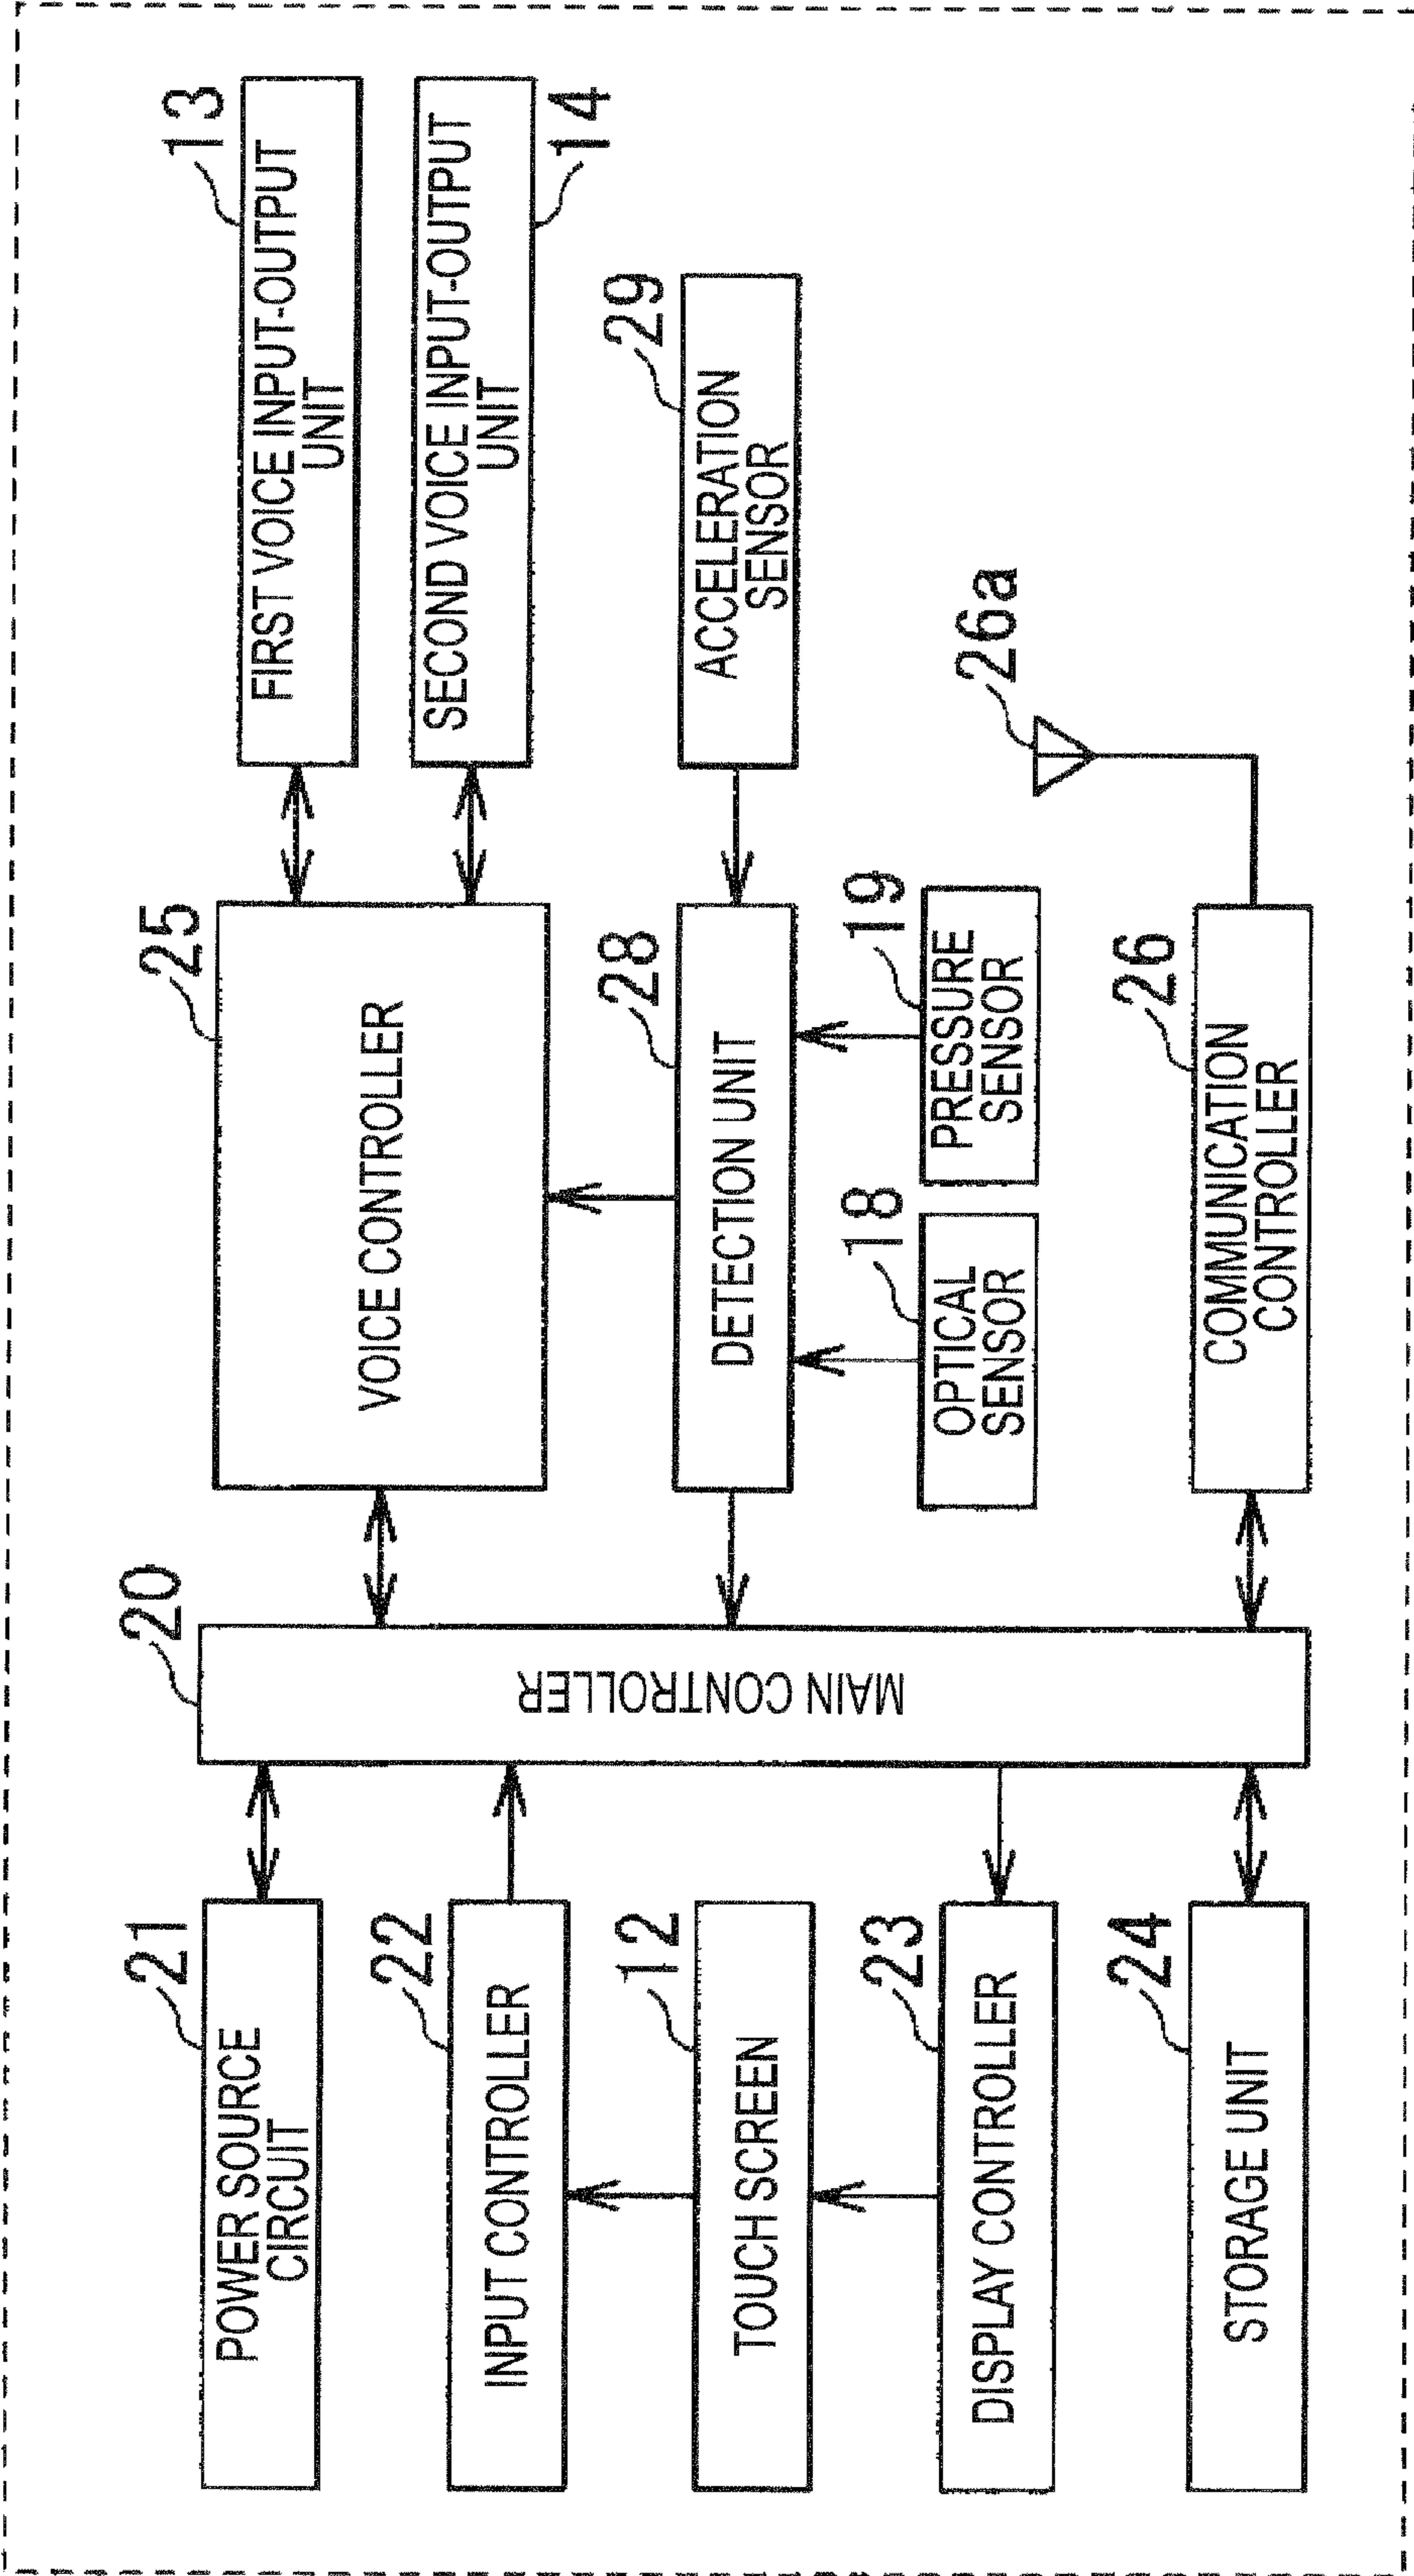 20
21
POWER SOURCE
CIRCUIT
22
INPUT CONTROLLER
12
TOUCH SCREEN
23
DISPLAY CONTROLLER
24
STORAGE UNIT
MAIN CONTROLLER
25
VOICE CONTROLLER
28
DETECTION UNIT
18
OPTICAL
SENSOR
19
PRESSURE
SENSOR
26
COMMUNICATION
CONTROLLER
26a
13
FIRST VOICE INPUT-OUTPUT
UNIT
14
SECOND VOICE INPUT-OUTPUT
UNIT
29
ACCELERATION
SENSOR